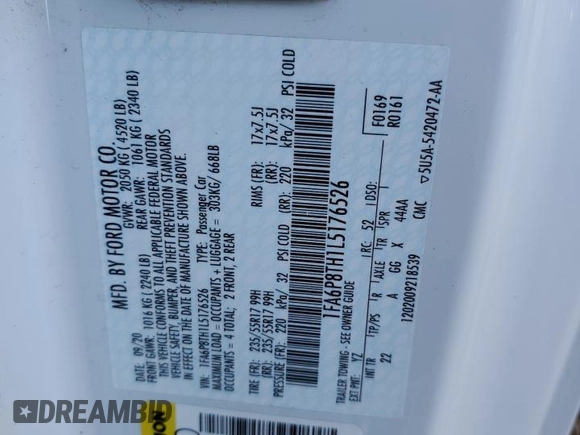 MFD. BY FORD MOTOR CO.
DATE: 09/20 GVWR: 2050 KG (4520 LB)
FRONT GAWR: 1016 KG (2240 LB) REAR GAWR: 1061 KG (2340 LB)
THIS VEHICLE CONFORMS TO ALL APPLICABLE FEDERAL MOTOR
VEHICLE SAFETY, BUMPER, AND THEFT PREVENTION STANDARDS
IN EFFECT ON THE DATE OF MANUFACTURE SHOWN ABOVE.
VIN: 1FA6P8TH1L5176526 TYPE: Passenger Car
MAXIMUM LOAD = OCCUPANTS + LUGGAGE = 303KG/ 668LB
OCCUPANTS = 4 TOTAL; 2 FRONT, 2 REAR
TIRE (FR): 235/55R17 99H RIMS (FR): 17x7.5J
(RR): 235/55R17 99H (RR): 17x7.5J
PRESSURE (FR): 220 kPa/ 32 PSI COLD (RR): 220 kPa/ 32 PSI COLD
1FA6P8TH1L5176526
F0169
R0161
TRAILER TOWING- SEE OWNER GUIDE
EXT PNT: YZ RC: 52 DSO:
INT TR TP/PS R AXLE TR SPR
22 A GG X 44AA
1202009218539 CMC ▽5U5A-5420472-AA
DREAMBID